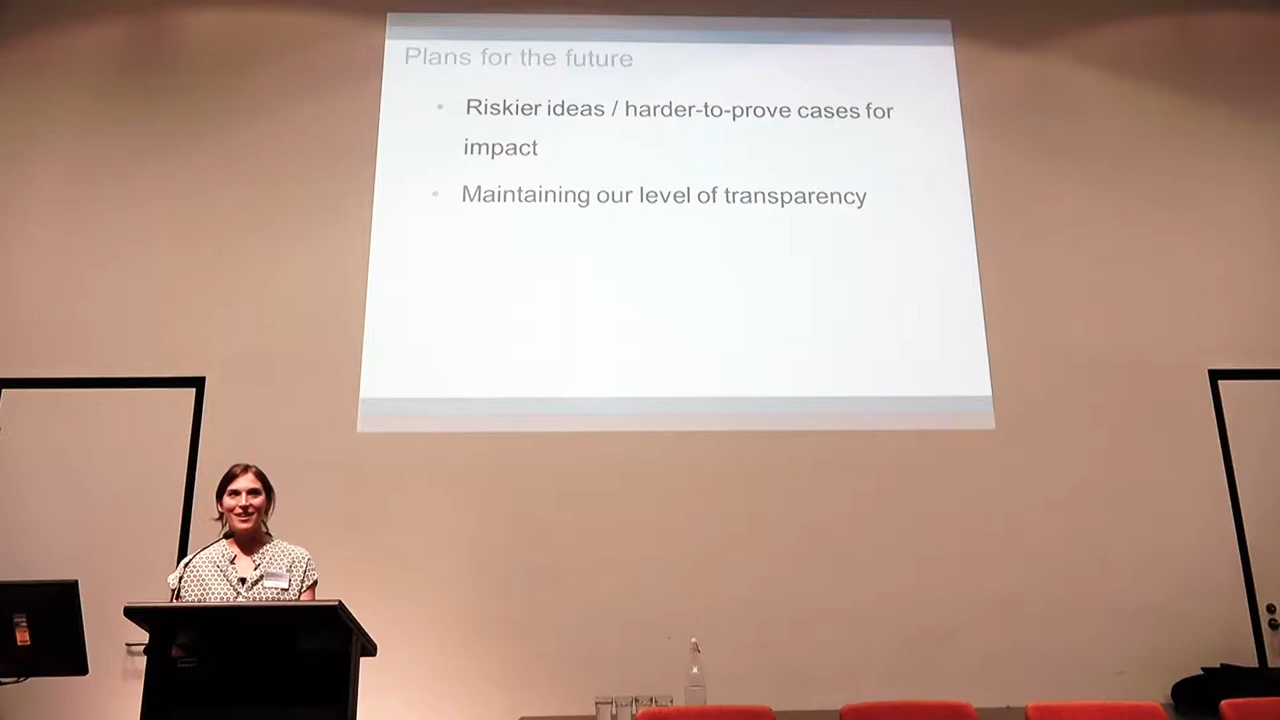 Plans for the future
• Riskier ideas / harder-to-prove cases for
impact
• Maintaining our level of transparency